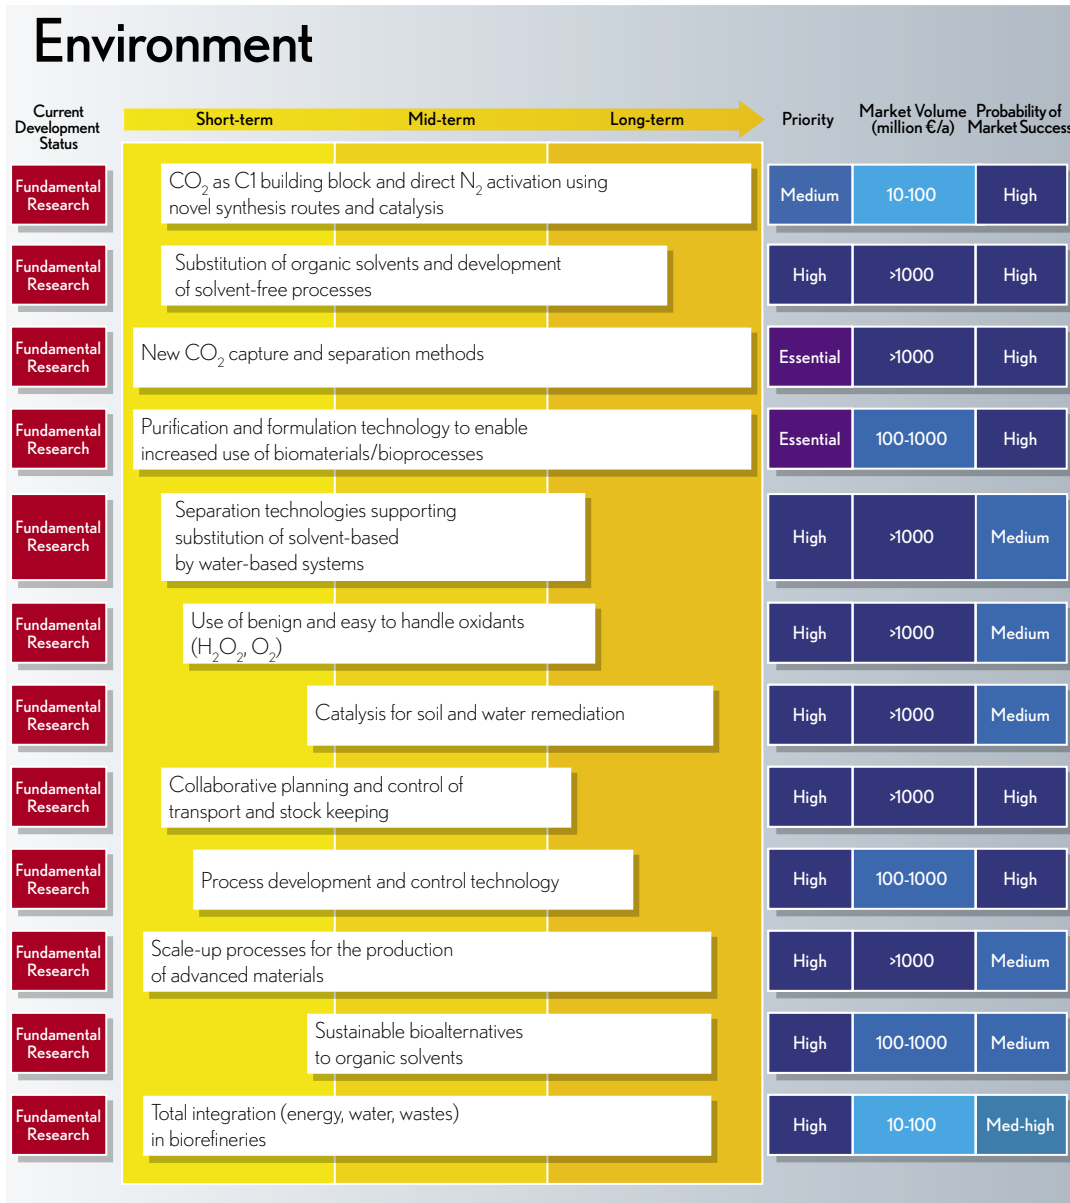 Environment
Current
Development
Status
Short-term
Mid-term
Long-term
Priority
Market Volume
(million €/a)
Probability of
Market Success
Fundamental
Research
CO₂ as C1 building block and direct N₂ activation using
novel synthesis routes and catalysis
Medium
10-100
High
Fundamental
Research
Substitution of organic solvents and development
of solvent-free processes
High
>1000
High
Fundamental
Research
New CO₂ capture and separation methods
Essential
>1000
High
Fundamental
Research
Purification and formulation technology to enable
increased use of biomaterials/bioprocesses
Essential
100-1000
High
Fundamental
Research
Separation technologies supporting
substitution of solvent-based
by water-based systems
High
>1000
Medium
Fundamental
Research
Use of benign and easy to handle oxidants
(H₂O₂, O₂)
High
>1000
Medium
Fundamental
Research
Catalysis for soil and water remediation
High
>1000
Medium
Fundamental
Research
Collaborative planning and control of
transport and stock keeping
High
>1000
High
Fundamental
Research
Process development and control technology
High
100-1000
High
Fundamental
Research
Scale-up processes for the production
of advanced materials
High
>1000
Medium
Fundamental
Research
Sustainable bioalternatives
to organic solvents
High
100-1000
Medium
Fundamental
Research
Total integration (energy, water, wastes)
in biorefineries
High
10-100
Med-high